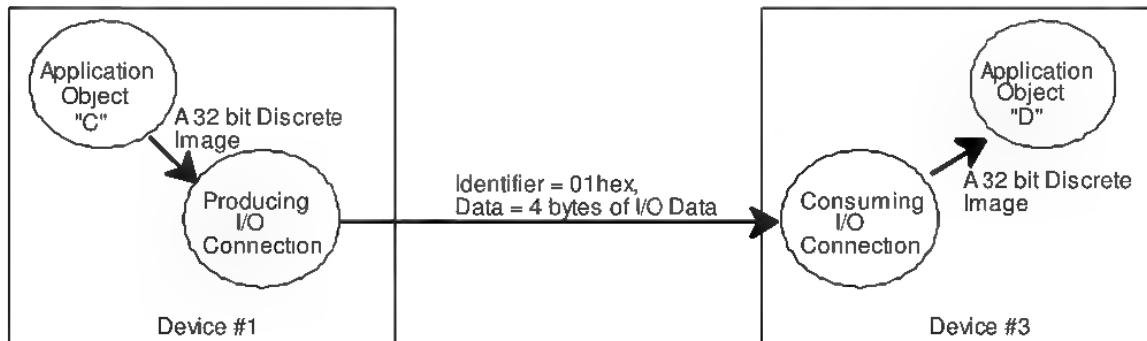 Application
Object
"C"
A 32 bit Discrete
Image
Producing
I/O
Connection
Device #1
Identifier = 01hex,
Data = 4 bytes of I/O Data
Application
Object
"D"
A 32 bit Discrete
Image
Consuming
I/O
Connection
Device #3